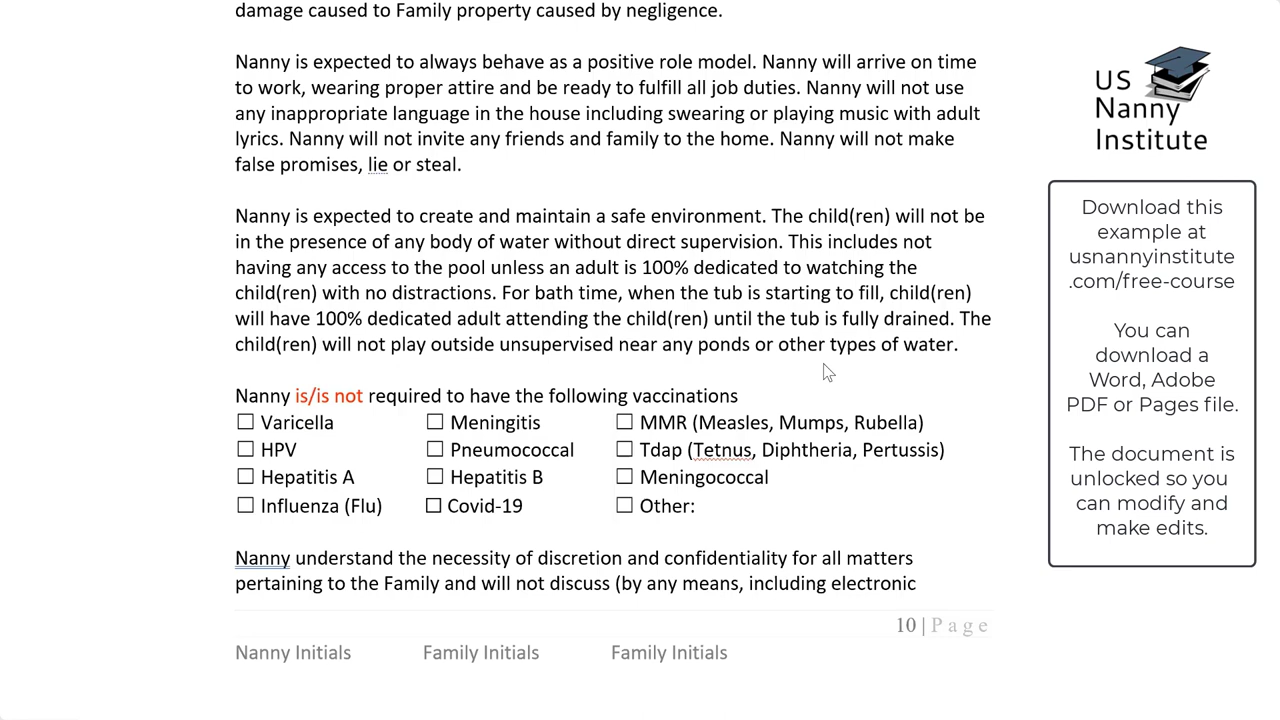 damage caused to Family property caused by negligence.
Nanny is expected to always behave as a positive role model. Nanny will arrive on time
to work, wearing proper attire and be ready to fulfill all job duties. Nanny will not use
any inappropriate language in the house including swearing or playing music with adult
lyrics. Nanny will not invite any friends and family to the home. Nanny will not make
false promises, lie or steal.
Nanny is expected to create and maintain a safe environment. The child(ren) will not be
in the presence of any body of water without direct supervision. This includes not
having any access to the pool unless an adult is 100% dedicated to watching the
child(ren) with no distractions. For bath time, when the tub is starting to fill, child(ren)
will have 100% dedicated adult attending the child(ren) until the tub is fully drained. The
child(ren) will not play outside unsupervised near any ponds or other types of water.
Nanny is/is not required to have the following vaccinations
☐ Varicella ☐ Meningitis ☐ MMR (Measles, Mumps, Rubella)
☐ HPV ☐ Pneumococcal ☐ Tdap (Tetnus, Diphtheria, Pertussis)
☐ Hepatitis A ☐ Hepatitis B ☐ Meningococcal
☐ Influenza (Flu) ☐ Covid-19 ☐ Other:
Nanny understand the necessity of discretion and confidentiality for all matters
pertaining to the Family and will not discuss (by any means, including electronic
10 | Page
Nanny Initials Family Initials Family Initials
US
Nanny
Institute
Download this
example at
usnannyinstitute
.com/free-course
You can
download a
Word, Adobe
PDF or Pages file.
The document is
unlocked so you
can modify and
make edits.